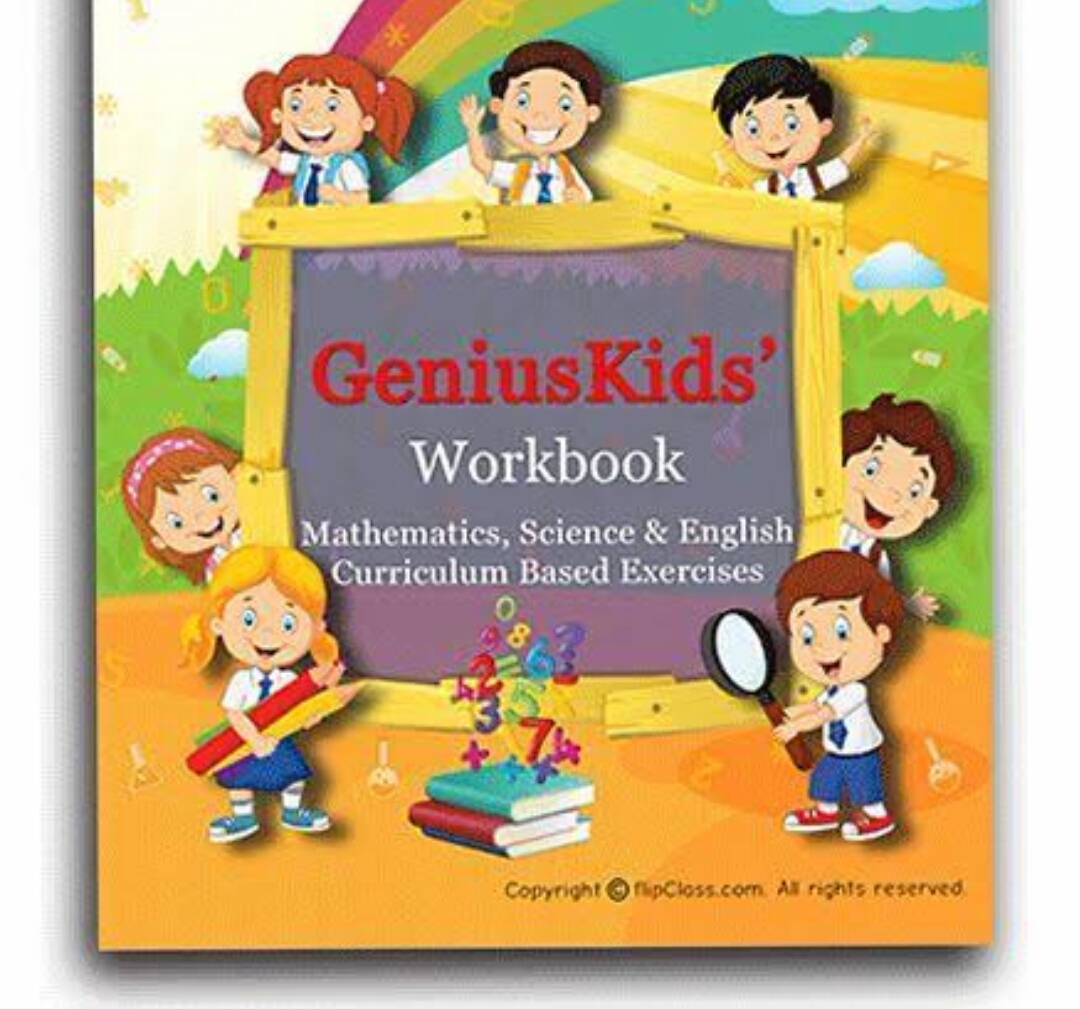 GeniusKids'
Workbook
Mathematics, Science & English
Curriculum Based Exercises
Copyright © flipClass.com. All rights reserved.